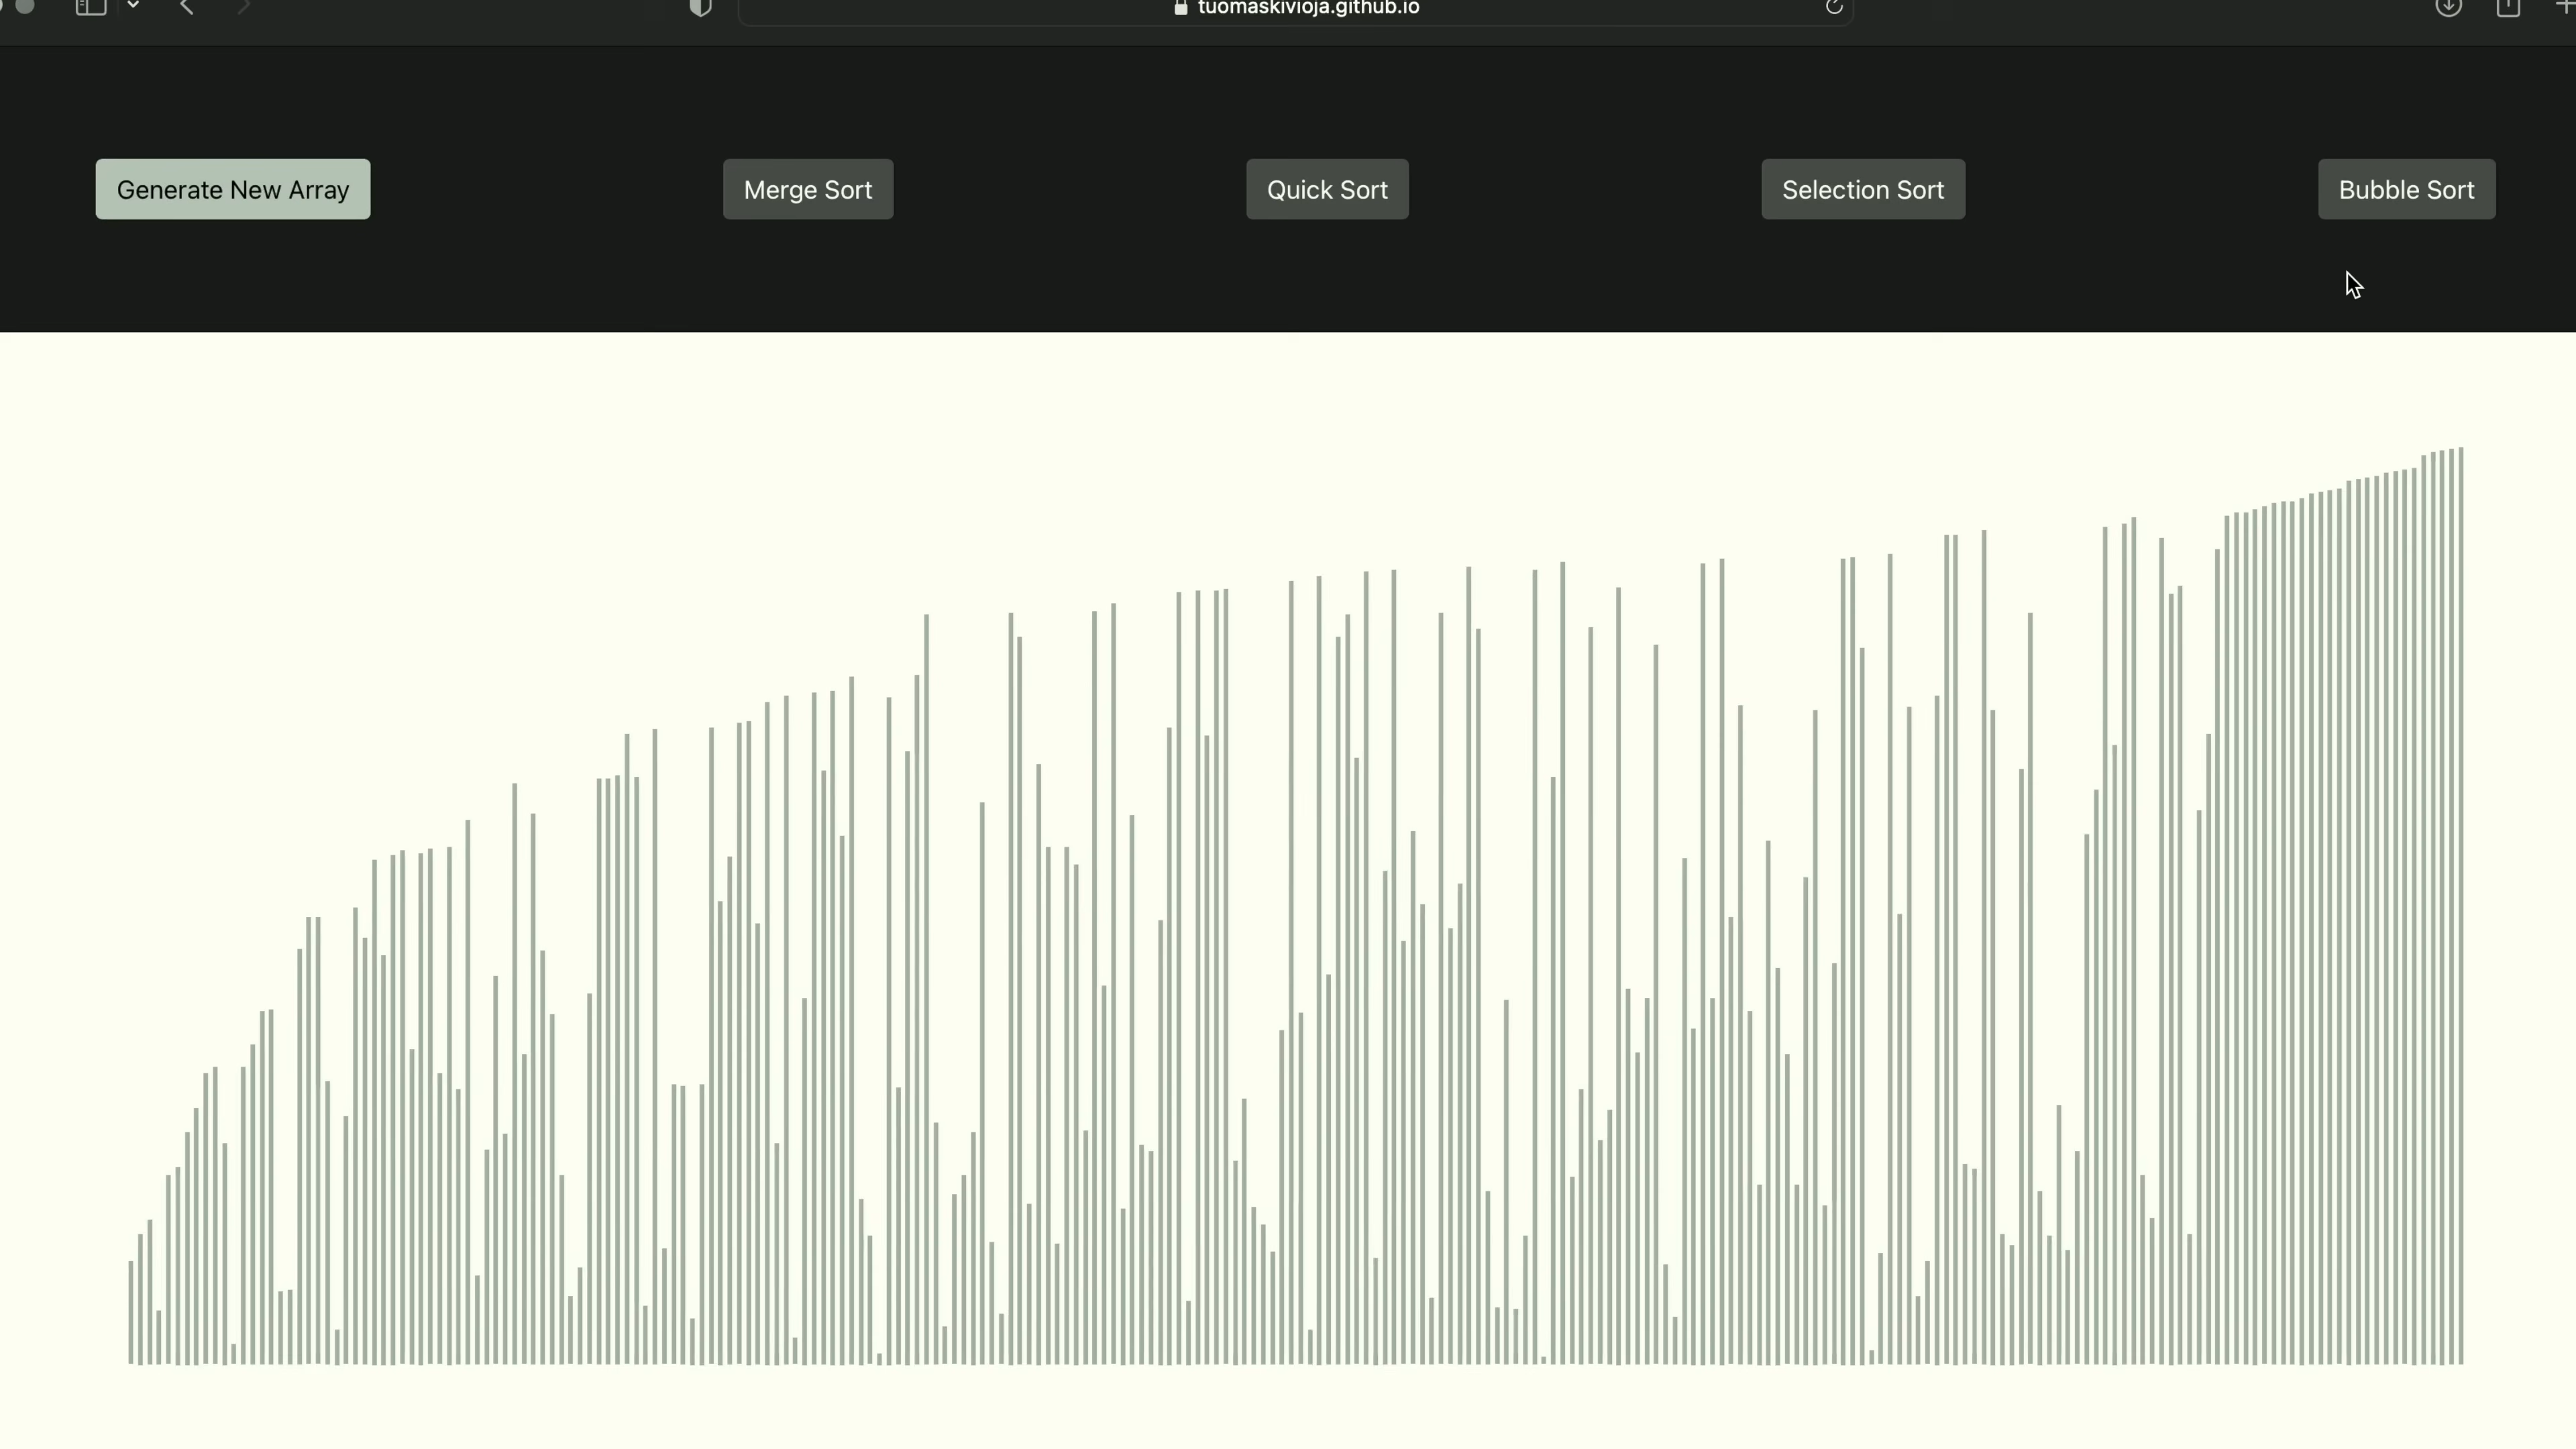 tuomaskivioja.github.io
Generate New Array
Merge Sort
Quick Sort
Selection Sort
Bubble Sort